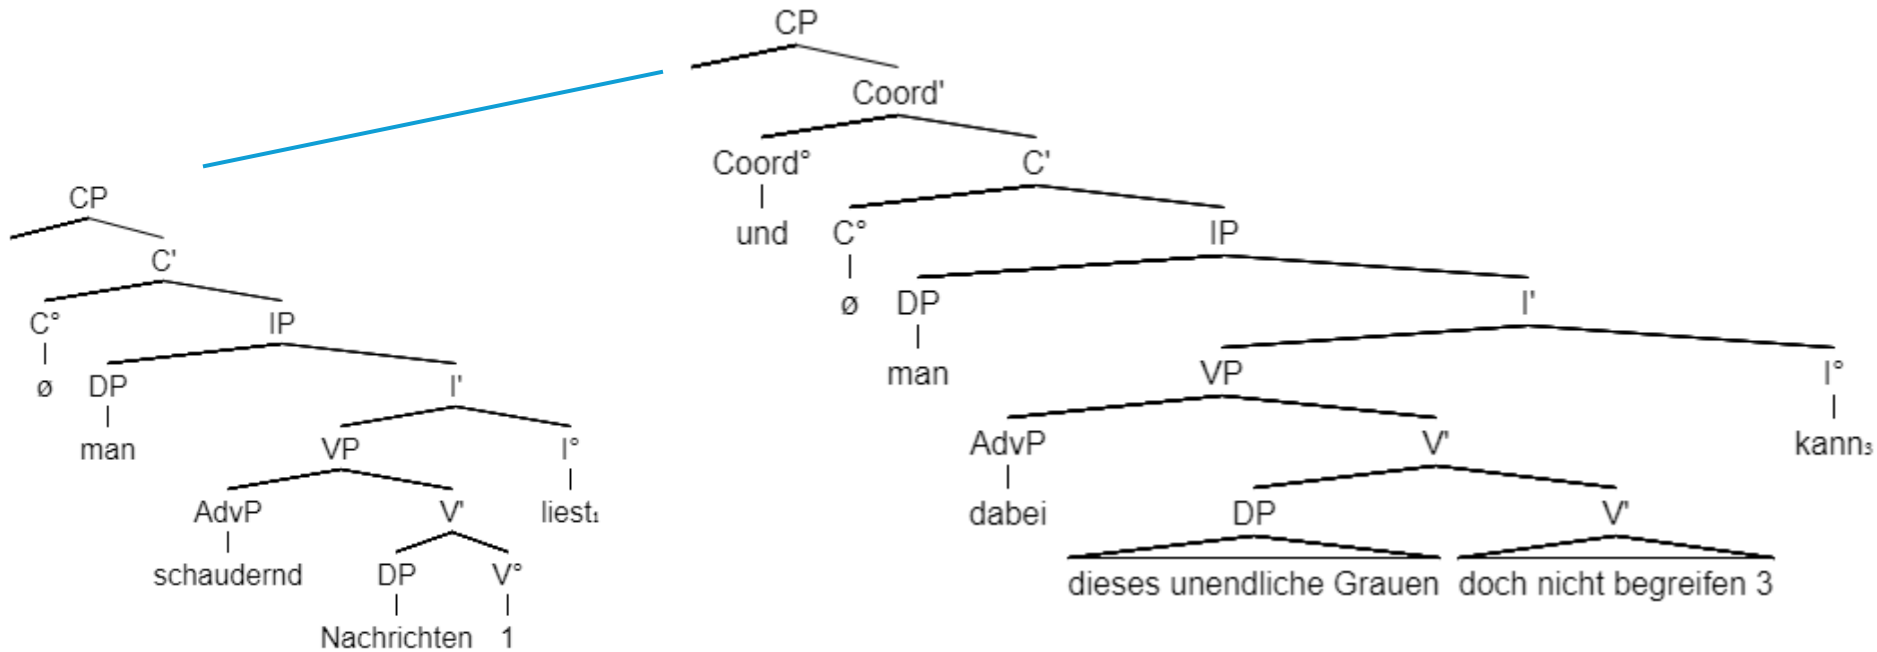 CP
Coord'
Coord° C'
CP
und C° IP
C'
ø DP I'
C° IP
man VP I°
ø DP I'
man VP I° AdvP V' kann₃
AdvP V' liest₁ dabei DP V'
schaudernd DP V° dieses unendliche Grauen doch nicht begreifen 3
Nachrichten 1